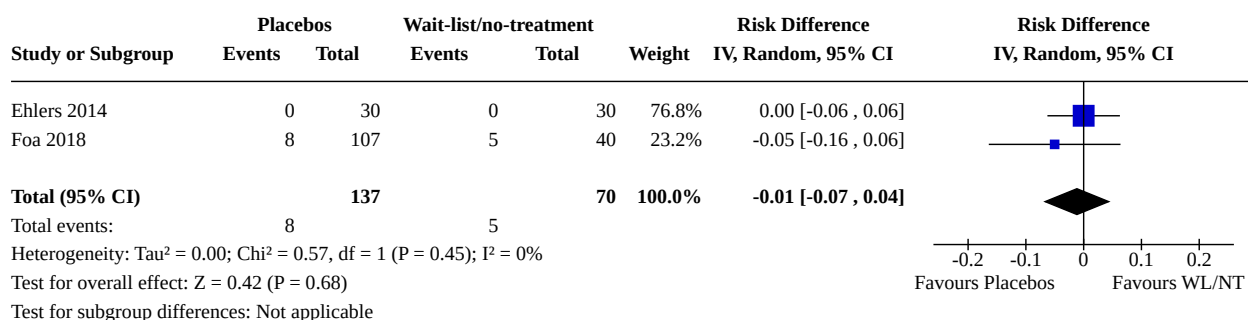 Placebos Wait-list/no-treatment Risk Difference Risk Difference
Study or Subgroup Events Total Events Total Weight IV, Random, 95% CI IV, Random, 95% CI
Ehlers 2014 0 30 0 30 76.8% 0.00 [-0.06 , 0.06]
Foa 2018 8 107 5 40 23.2% -0.05 [-0.16 , 0.06]
Total (95% CI) 137 70 100.0% -0.01 [-0.07 , 0.04]
Total events: 8 5
Heterogeneity: Tau² = 0.00; Chi² = 0.57, df = 1 (P = 0.45); I² = 0%
-0.2 -0.1 0 0.1 0.2
Test for overall effect: Z = 0.42 (P = 0.68) Favours Placebos Favours WL/NT
Test for subgroup differences: Not applicable